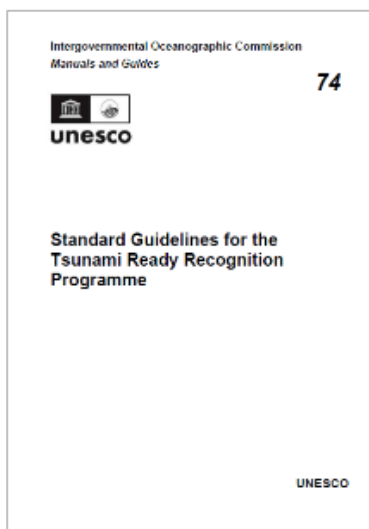 Intergovernmental Oceanographic Commission
Manuals and Guides
74
unesco
Standard Guidelines for the
Tsunami Ready Recognition
Programme
UNESCO